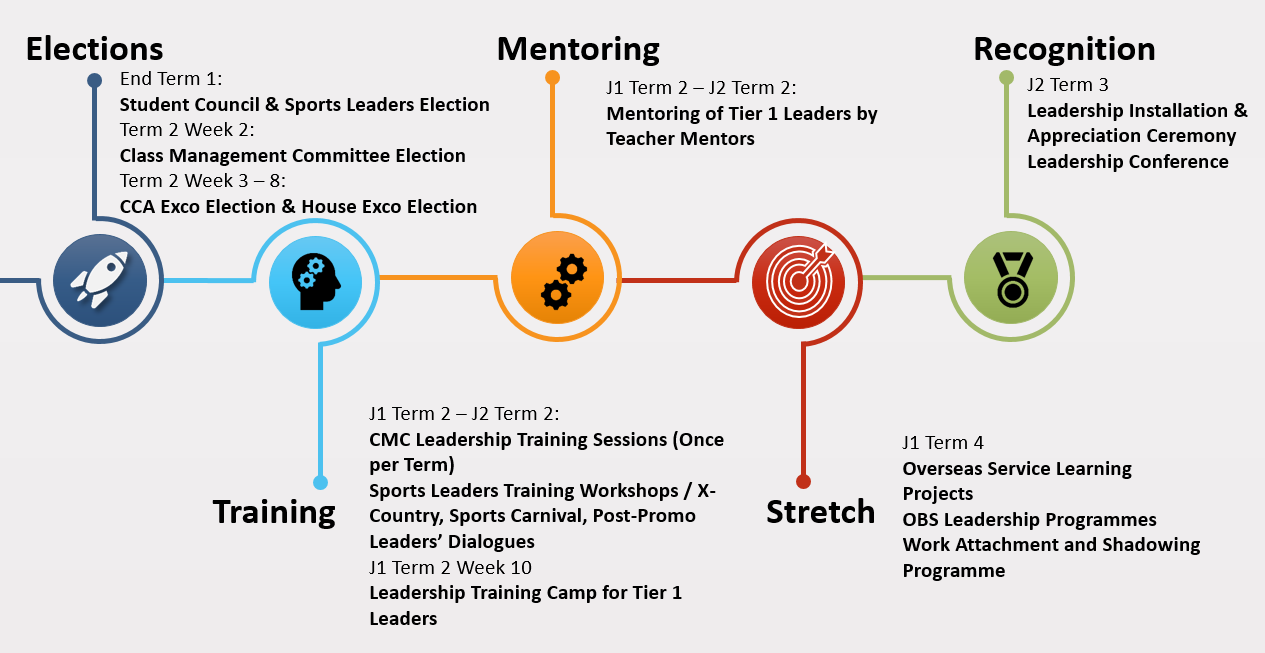 Elections
End Term 1:
Student Council & Sports Leaders Election
Term 2 Week 2:
Class Management Committee Election
Term 2 Week 3 – 8:
CCA Exco Election & House Exco Election
Training
J1 Term 2 – J2 Term 2:
CMC Leadership Training Sessions (Once
per Term)
Sports Leaders Training Workshops / X-
Country, Sports Carnival, Post-Promo
Leaders’ Dialogues
J1 Term 2 Week 10
Leadership Training Camp for Tier 1
Leaders
Mentoring
J1 Term 2 – J2 Term 2:
Mentoring of Tier 1 Leaders by
Teacher Mentors
Stretch
J1 Term 4
Overseas Service Learning
Projects
OBS Leadership Programmes
Work Attachment and Shadowing
Programme
Recognition
J2 Term 3
Leadership Installation &
Appreciation Ceremony
Leadership Conference